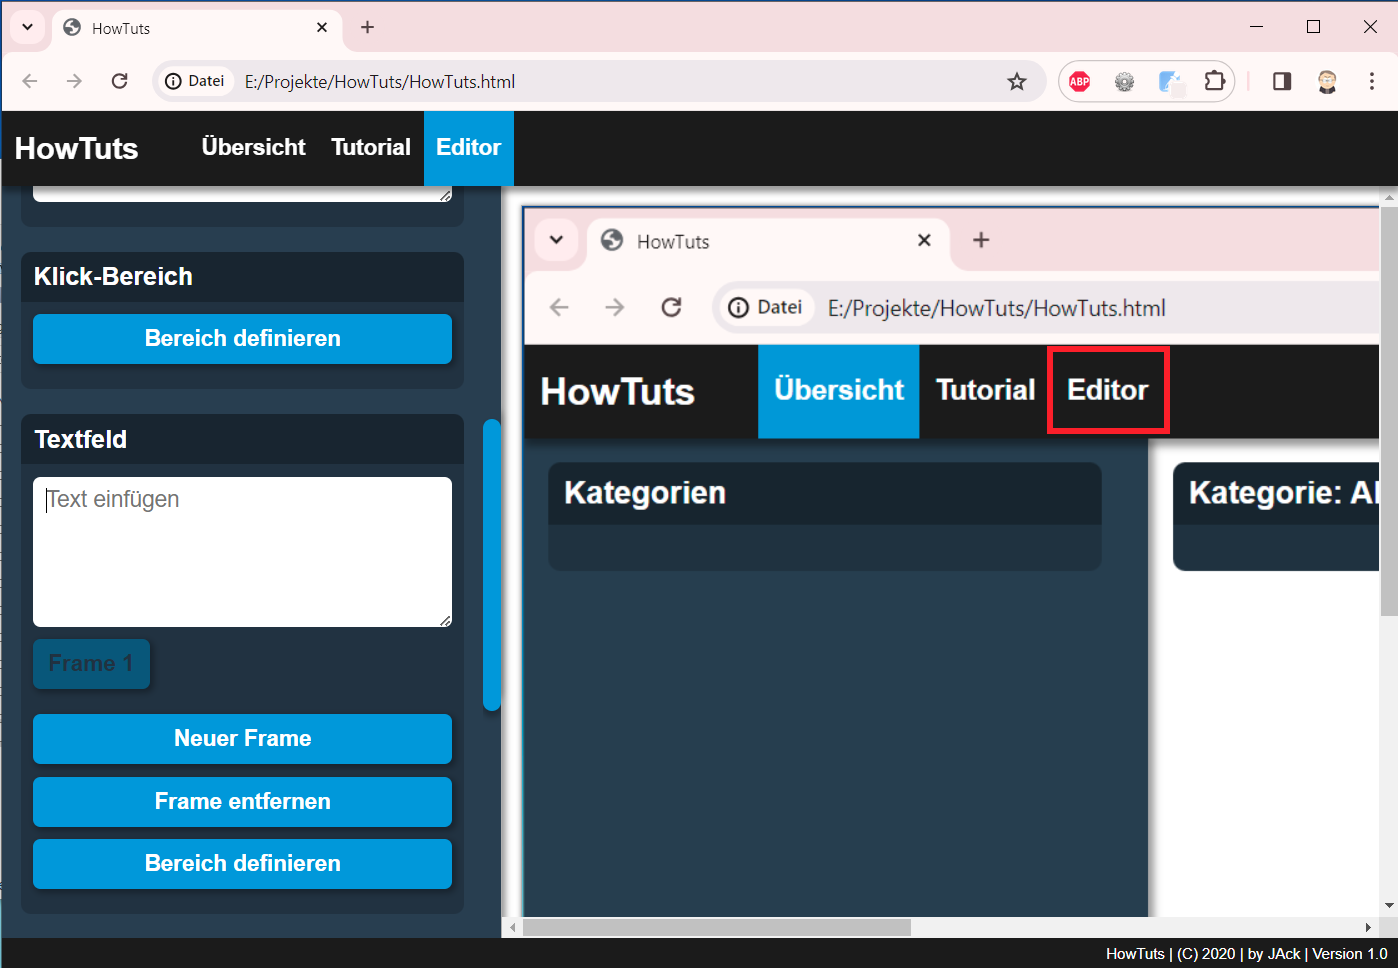 HowTuts
Datei E:/Projekte/HowTuts/HowTuts.html
ABP
HowTuts Übersicht Tutorial Editor
Klick-Bereich
Bereich definieren
Textfeld
Text einfügen
Frame 1
Neuer Frame
Frame entfernen
Bereich definieren
HowTuts
Datei E:/Projekte/HowTuts/HowTuts.html
HowTuts Übersicht Tutorial Editor
Kategorien
Kategorie: Al
HowTuts | (C) 2020 | by JAck | Version 1.0